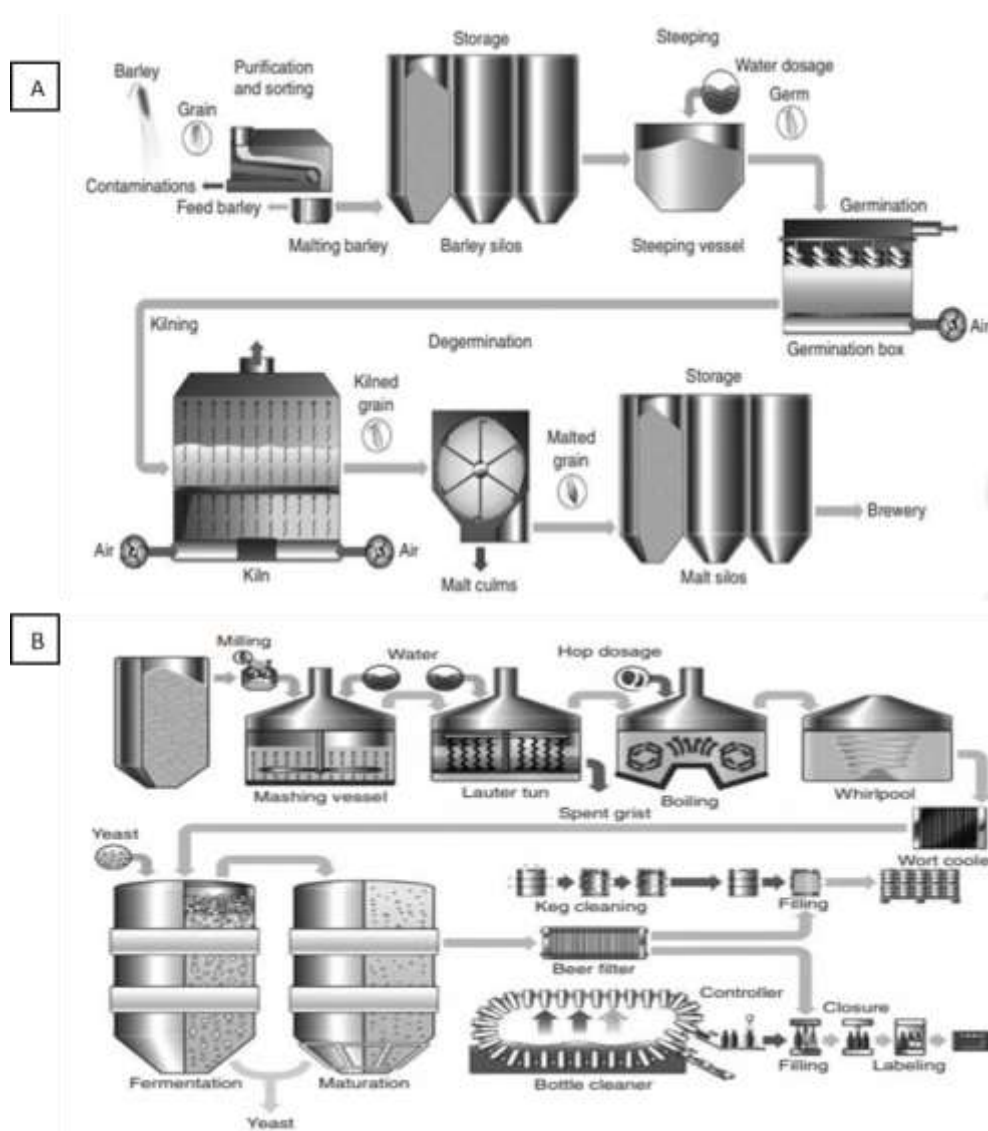 A
Barley
Grain
Purification
and sorting
Contaminations
Feed barley
Malting barley
Storage
Barley silos
Steeping
Water dosage
Germ
Steeping vessel
Germination
Air
Germination box
Kilning
Kilned
grain
Air
Air
Kiln
Degermination
Malt culms
Malted
grain
Storage
Malt silos
Brewery
B
Milling
Water
Hop dosage
Mashing vessel
Lauter tun
Spent grist
Boiling
Whirlpool
Wort coole
Yeast
Fermentation
Maturation
Yeast
Keg cleaning
Filling
Beer filter
Controller
Closure
Bottle cleaner
Filling
Labeling